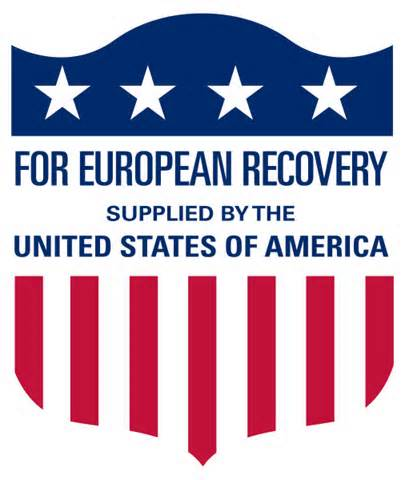 FOR EUROPEAN RECOVERY
SUPPLIED BY THE
UNITED STATES OF AMERICA